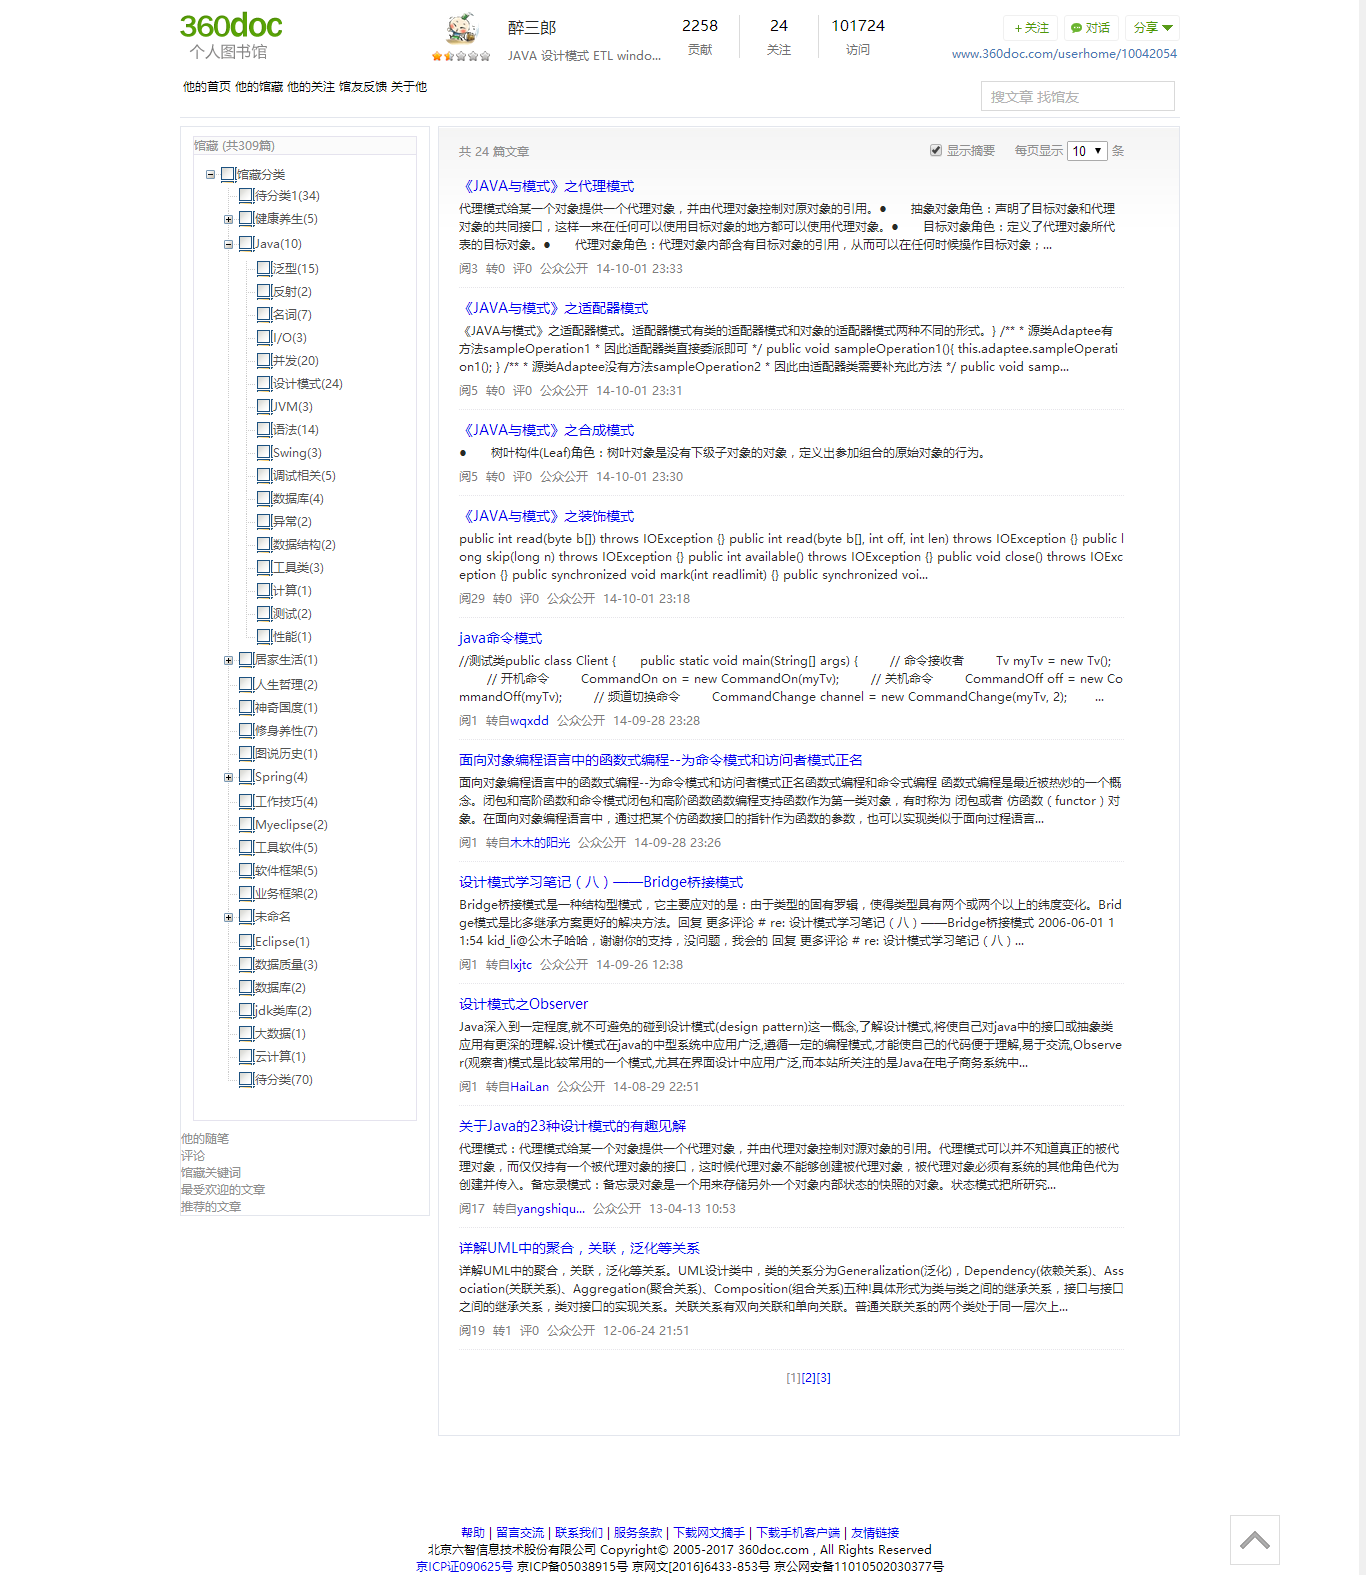 360doc
个人图书馆
醉三郎
JAVA 设计模式 ETL windo...
2258
贡献
24
关注
101724
访问
+ 关注
对话
分享
www.360doc.com/userhome/10042054
他的首页 他的馆藏 他的关注 馆友反馈 关于他
搜文章 找馆友
馆藏 (共309篇)
馆藏分类
待分类1(34)
健康养生(5)
Java(10)
泛型(15)
反射(2)
名词(7)
I/O(3)
并发(20)
设计模式(24)
JVM(3)
语法(14)
Swing(3)
调试相关(5)
数据库(4)
异常(2)
数据结构(2)
工具类(3)
计算(1)
测试(2)
性能(1)
居家生活(1)
人生哲理(2)
神奇国度(1)
修身养性(7)
图说历史(1)
Spring(4)
工作技巧(4)
Myeclipse(2)
工具软件(5)
软件框架(5)
业务框架(2)
未命名
Eclipse(1)
数据质量(3)
数据库(2)
jdk类库(2)
大数据(1)
云计算(1)
待分类(70)
他的随笔
评论
馆藏关键词
最受欢迎的文章
推荐的文章
共 24 篇文章
显示摘要 每页显示 10 条
《JAVA与模式》之代理模式
代理模式给某一个对象提供一个代理对象，并由代理对象控制对原对象的引用。● 抽象对象角色：声明了目标对象和代理
对象的共同接口，这样一来在任何可以使用目标对象的地方都可以使用代理对象。● 目标对象角色：定义了代理对象所代
表的目标对象。● 代理对象角色：代理对象内部含有目标对象的引用，从而可以在任何时候操作目标对象；...
阅3 转0 评0 公众公开 14-10-01 23:33
《JAVA与模式》之适配器模式
《JAVA与模式》之适配器模式。适配器模式有类的适配器模式和对象的适配器模式两种不同的形式。} /** * 源类Adaptee有
方法sampleOperation1 * 因此适配器类直接委派即可 */ public void sampleOperation1(){ this.adaptee.sampleOperati
on1(); } /** * 源类Adaptee没有方法sampleOperation2 * 因此由适配器类需要补充此方法 */ public void samp...
阅5 转0 评0 公众公开 14-10-01 23:31
《JAVA与模式》之合成模式
● 树叶构件(Leaf)角色：树叶对象是没有下级子对象的对象，定义出参加组合的原始对象的行为。
阅5 转0 评0 公众公开 14-10-01 23:30
《JAVA与模式》之装饰模式
public int read(byte b[]) throws IOException {} public int read(byte b[], int off, int len) throws IOException {} public l
ong skip(long n) throws IOException {} public int available() throws IOException {} public void close() throws IOExc
eption {} public synchronized void mark(int readlimit) {} public synchronized voi...
阅29 转0 评0 公众公开 14-10-01 23:18
java命令模式
//测试类public class Client { public static void main(String[] args) { // 命令接收者 Tv myTv = new Tv();
// 开机命令 CommandOn on = new CommandOn(myTv); // 关机命令 CommandOff off = new Co
mmandOff(myTv); // 频道切换命令 CommandChange channel = new CommandChange(myTv, 2); ...
阅1 转自wqxdd 公众公开 14-09-28 23:28
面向对象编程语言中的函数式编程--为命令模式和访问者模式正名
面向对象编程语言中的函数式编程--为命令模式和访问者模式正名函数式编程和命令式编程 函数式编程是最近被热炒的一个概
念。闭包和高阶函数和命令模式闭包和高阶函数函数编程支持函数作为第一类对象，有时称为 闭包或者 仿函数（functor）对
象。在面向对象编程语言中，通过把某个仿函数接口的指针作为函数的参数，也可以实现类似于面向过程语言...
阅1 转自木木的阳光 公众公开 14-09-28 23:26
设计模式学习笔记（八）——Bridge桥接模式
Bridge桥接模式是一种结构型模式，它主要应对的是：由于类型的固有罗辑，使得类型具有两个或两个以上的纬度变化。Brid
ge模式是比多继承方案更好的解决方法。回复 更多评论 # re: 设计模式学习笔记（八）——Bridge桥接模式 2006-06-01 1
1:54 kid_li@公木子哈哈，谢谢你的支持，没问题，我会的 回复 更多评论 # re: 设计模式学习笔记（八）...
阅1 转自lxjtc 公众公开 14-09-26 12:38
设计模式之Observer
Java深入到一定程度,就不可避免的碰到设计模式(design pattern)这一概念,了解设计模式,将使自己对java中的接口或抽象类
应用有更深的理解.设计模式在java的中型系统中应用广泛,遵循一定的编程模式,才能使自己的代码便于理解,易于交流,Observe
r(观察者)模式是比较常用的一个模式,尤其在界面设计中应用广泛,而本站所关注的是Java在电子商务系统中...
阅1 转自HaiLan 公众公开 14-08-29 22:51
关于Java的23种设计模式的有趣见解
代理模式：代理模式给某一个对象提供一个代理对象，并由代理对象控制对源对象的引用。代理模式可以并不知道真正的被代
理对象，而仅仅持有一个被代理对象的接口，这时候代理对象不能够创建被代理对象，被代理对象必须有系统的其他角色代为
创建并传入。备忘录模式：备忘录对象是一个用来存储另外一个对象内部状态的快照的对象。状态模式把所研究...
阅17 转自yangshiqu... 公众公开 13-04-13 10:53
详解UML中的聚合，关联，泛化等关系
详解UML中的聚合，关联，泛化等关系。UML设计类中，类的关系分为Generalization(泛化)，Dependency(依赖关系)、Ass
ociation(关联关系)、Aggregation(聚合关系)、Composition(组合关系)五种!具体形式为类与类之间的继承关系，接口与接口
之间的继承关系，类对接口的实现关系。关联关系有双向关联和单向关联。普通关联关系的两个类处于同一层次上...
阅19 转1 评0 公众公开 12-06-24 21:51
[1][2][3]
帮助 | 留言交流 | 联系我们 | 服务条款 | 下载网文摘手 | 下载手机客户端 | 友情链接
北京六智信息技术股份有限公司 Copyright© 2005-2017 360doc.com , All Rights Reserved
京ICP证090625号 京ICP备05038915号 京网文[2016]6433-853号 京公网安备11010502030377号